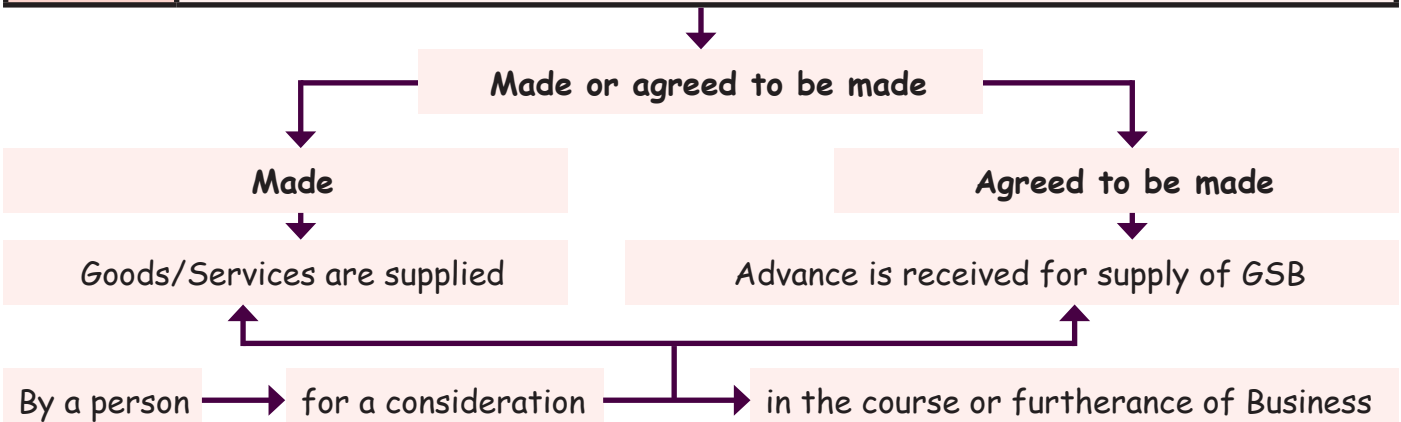 Made or agreed to be made
Made
Agreed to be made
Goods/Services are supplied
Advance is received for supply of GSB
By a person
for a consideration
in the course or furtherance of Business